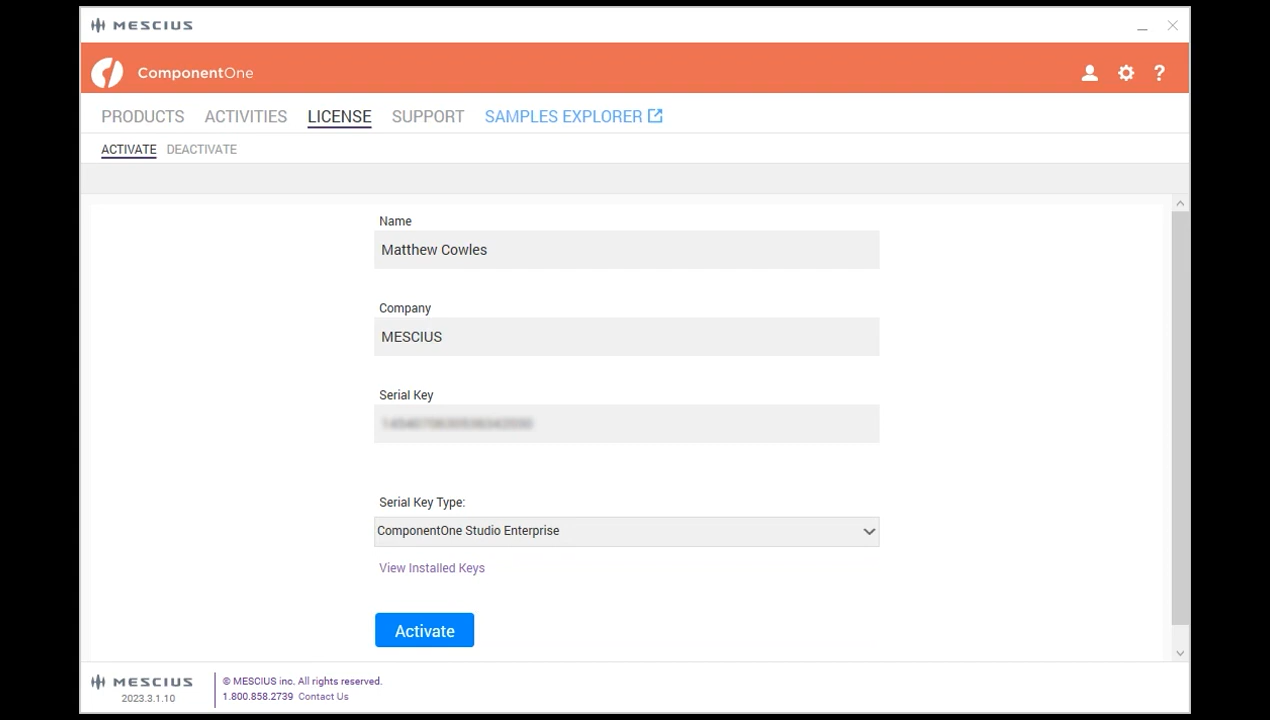 MESCIUS
ComponentOne
?
PRODUCTS ACTIVITIES LICENSE SUPPORT SAMPLES EXPLORER
ACTIVATE DEACTIVATE
Name
Matthew Cowles
Company
MESCIUS
Serial Key
Serial Key Type:
ComponentOne Studio Enterprise
View Installed Keys
Activate
MESCIUS
2023.3.1.10
© MESCIUS inc. All rights reserved.
1.800.858.2739 Contact Us